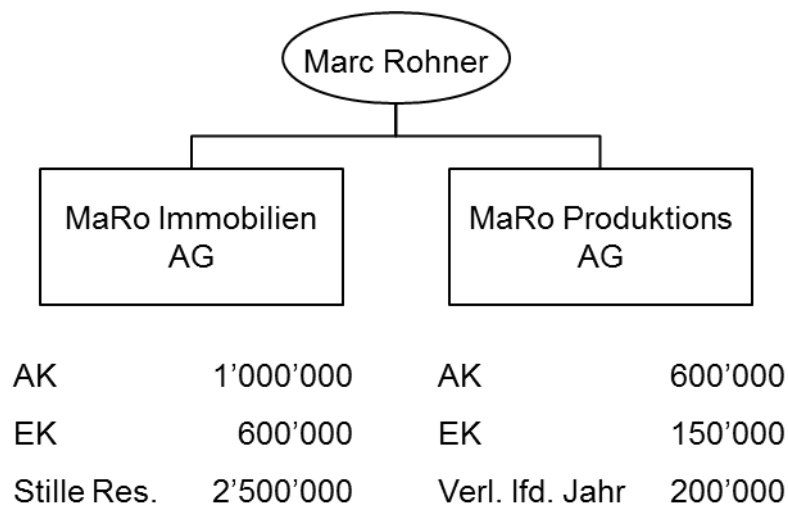 Marc Rohner
MaRo Immobilien
AG
MaRo Produktions
AG
AK 1’000’000
EK 600’000
Stille Res. 2’500’000
AK 600’000
EK 150’000
Verl. lfd. Jahr 200’000